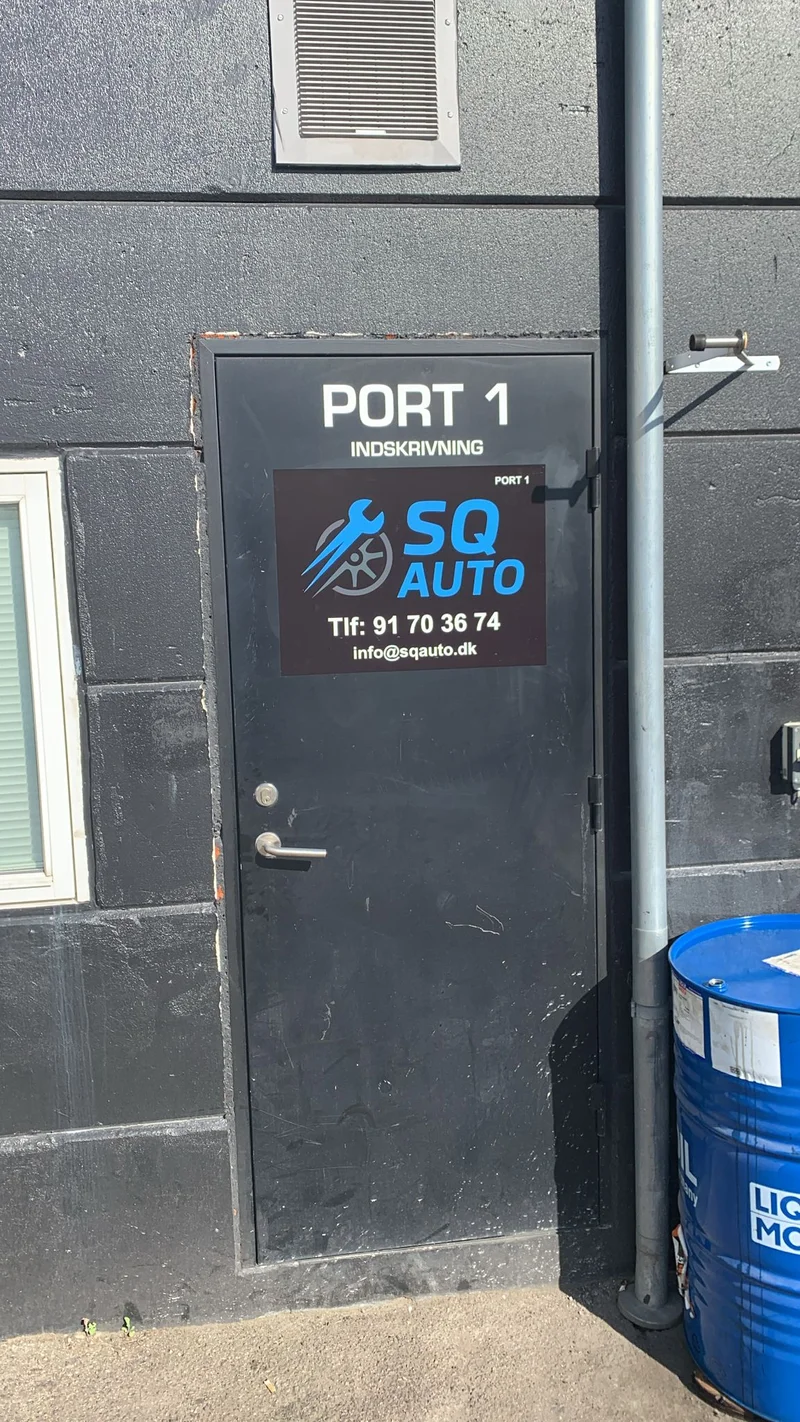 PORT 1
INDSKRIVNING
PORT 1
SQ
AUTO
Tlf: 91 70 36 74
info@sqauto.dk